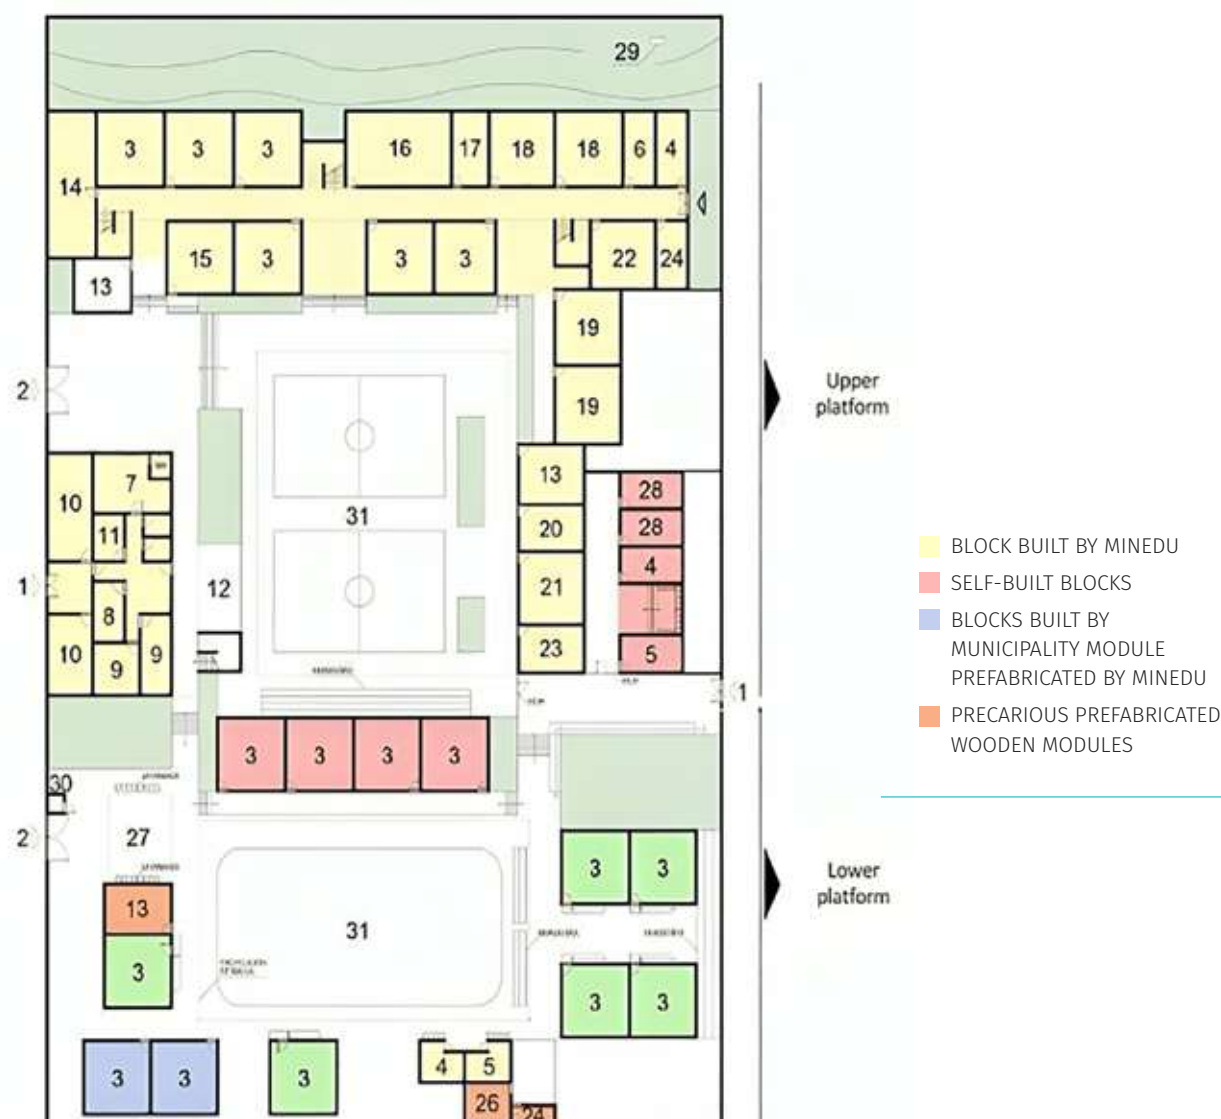 29
3 3 3 16 17 18 18 6 4
14
15 3 3 3 22 24
13
19
2
19
Upper
platform
13 28
10 7
20 28
31
11
4
1 12
21
8
10 9 9
23 5
1
3 3 3 3
30
2 27
3 3
13
31
3
3 3
3 3 3 4 5
26
24
Lower
platform
BLOCK BUILT BY MINEDU
SELF-BUILT BLOCKS
BLOCKS BUILT BY
MUNICIPALITY MODULE
PREFABRICATED BY MINEDU
PRECARIOUS PREFABRICATED
WOODEN MODULES